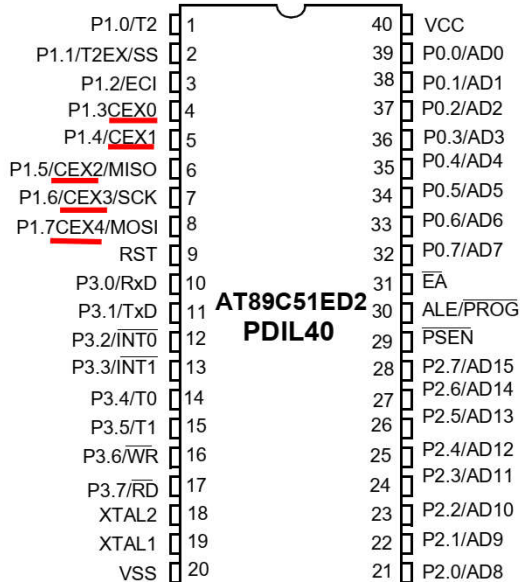 P1.0/T2 1 40 VCC
P1.1/T2EX/SS 2 39 P0.0/AD0
P1.2/ECI 3 38 P0.1/AD1
P1.3CEX0 4 37 P0.2/AD2
P1.4/CEX1 5 36 P0.3/AD3
P1.5/CEX2/MISO 6 35 P0.4/AD4
P1.6/CEX3/SCK 7 34 P0.5/AD5
P1.7CEX4/MOSI 8 33 P0.6/AD6
RST 9 32 P0.7/AD7
P3.0/RxD 10 31 EA
P3.1/TxD 11 AT89C51ED2 30 ALE/PROG
P3.2/INT0 12 PDIL40 29 PSEN
P3.3/INT1 13 28 P2.7/AD15
P3.4/T0 14 27 P2.6/AD14
P3.5/T1 15 26 P2.5/AD13
P3.6/WR 16 25 P2.4/AD12
P3.7/RD 17 24 P2.3/AD11
XTAL2 18 23 P2.2/AD10
XTAL1 19 22 P2.1/AD9
VSS 20 21 P2.0/AD8